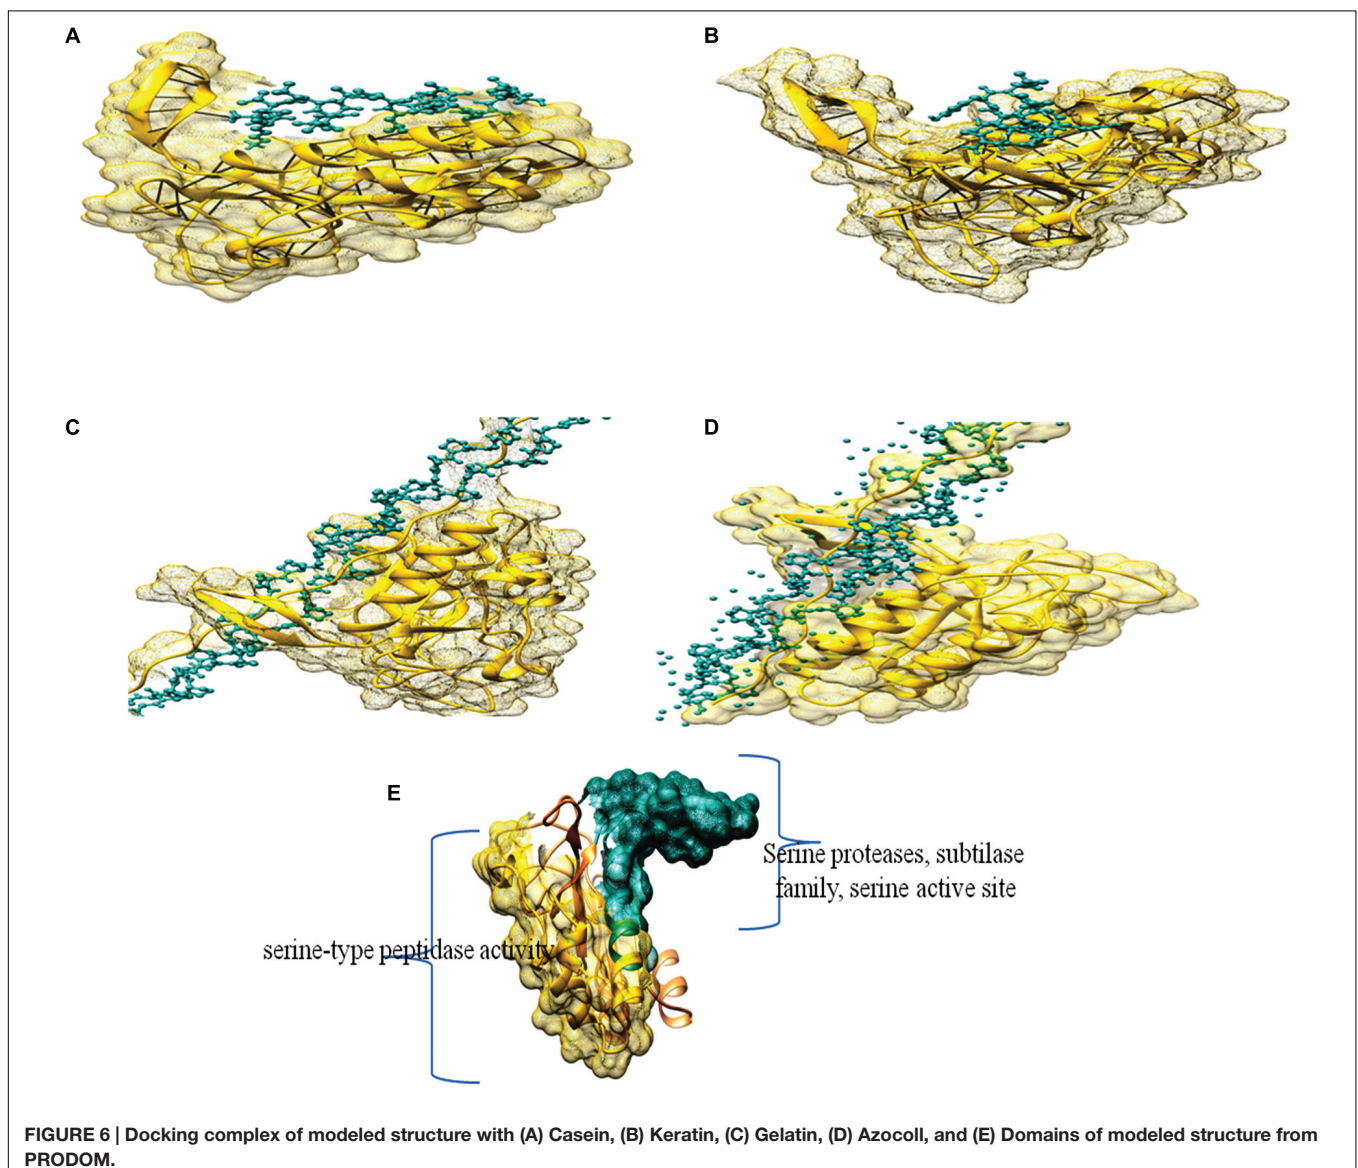 A
B
C
D
E
Serine proteases, subtilase
family, serine active site
serine-type peptidase activity
FIGURE 6 | Docking complex of modeled structure with (A) Casein, (B) Keratin, (C) Gelatin, (D) Azocoll, and (E) Domains of modeled structure from
PRODOM.